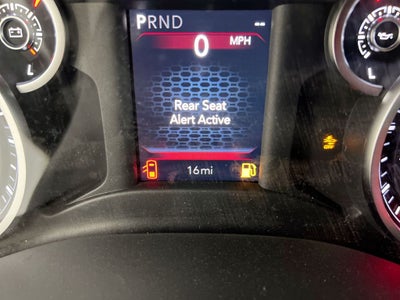 PRND
0 MPH
L
L
Rear Seat
Alert Active
16mi